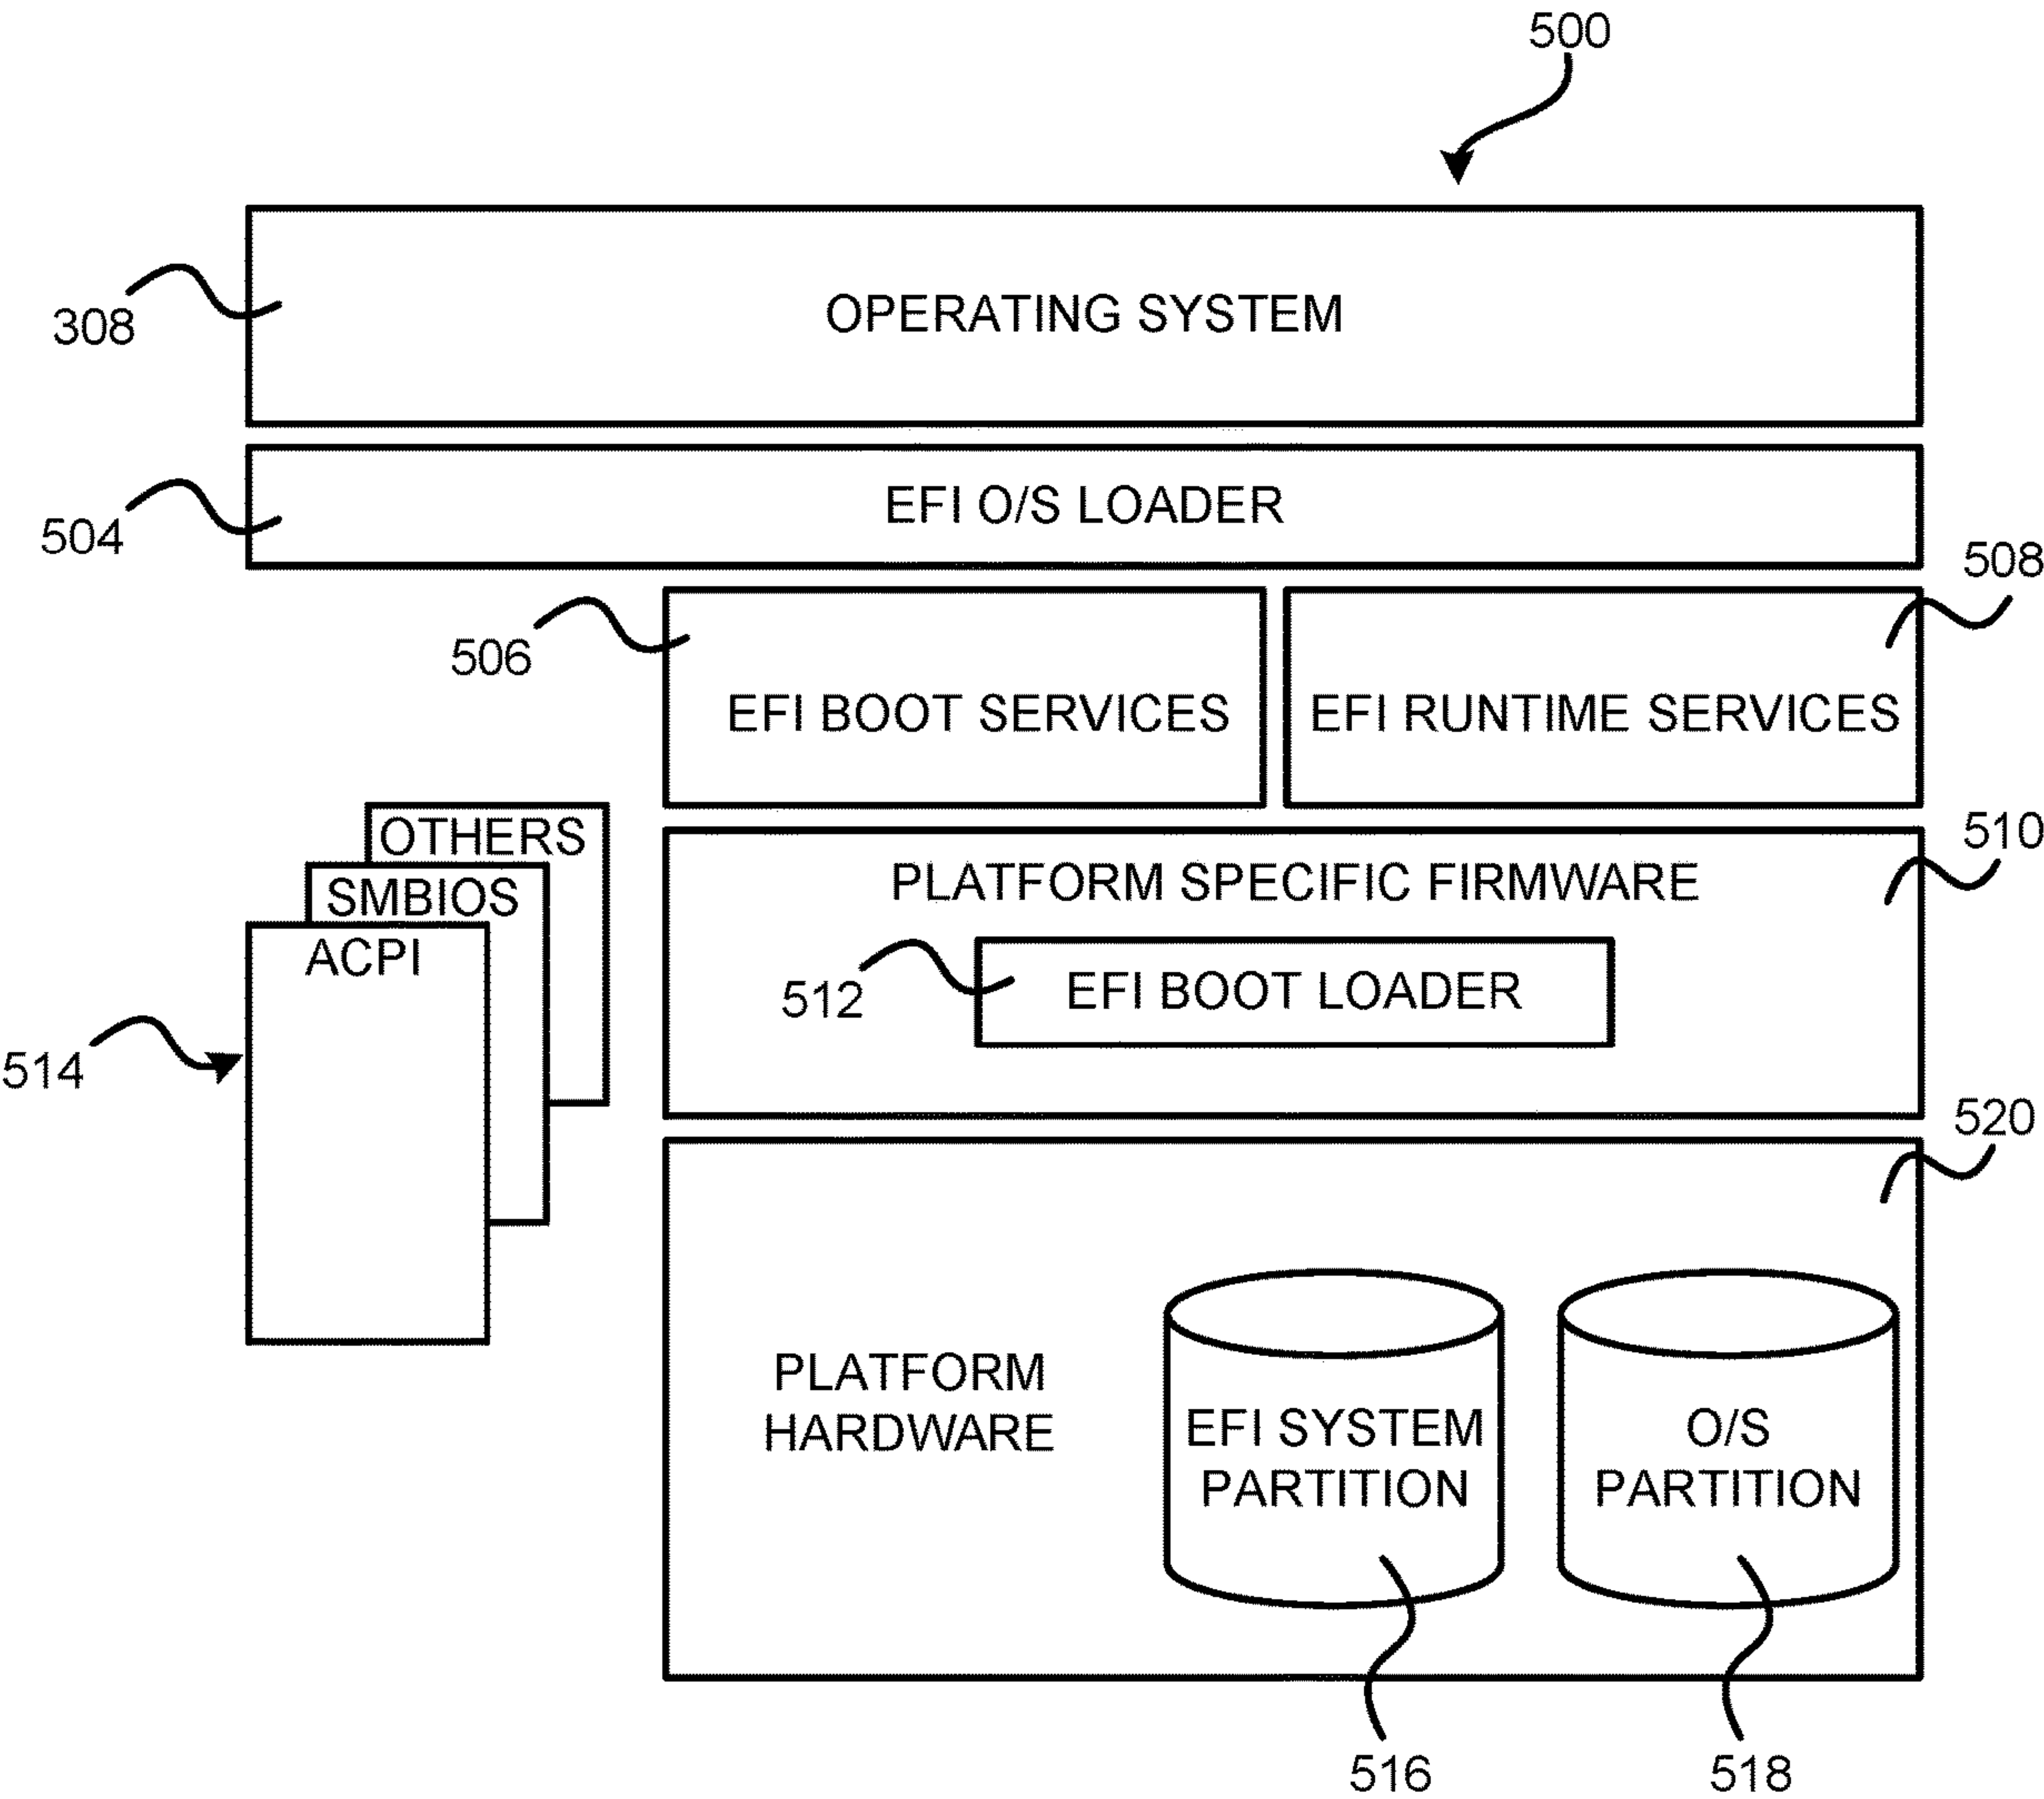 500
OPERATING SYSTEM
308
EFI O/S LOADER
504
508
506
EFI BOOT SERVICES
EFI RUNTIME SERVICES
OTHERS
510
SMBIOS
PLATFORM SPECIFIC FIRMWARE
ACPI
512
EFI BOOT LOADER
514
520
PLATFORM
HARDWARE
EFI SYSTEM
PARTITION
O/S
PARTITION
516
518